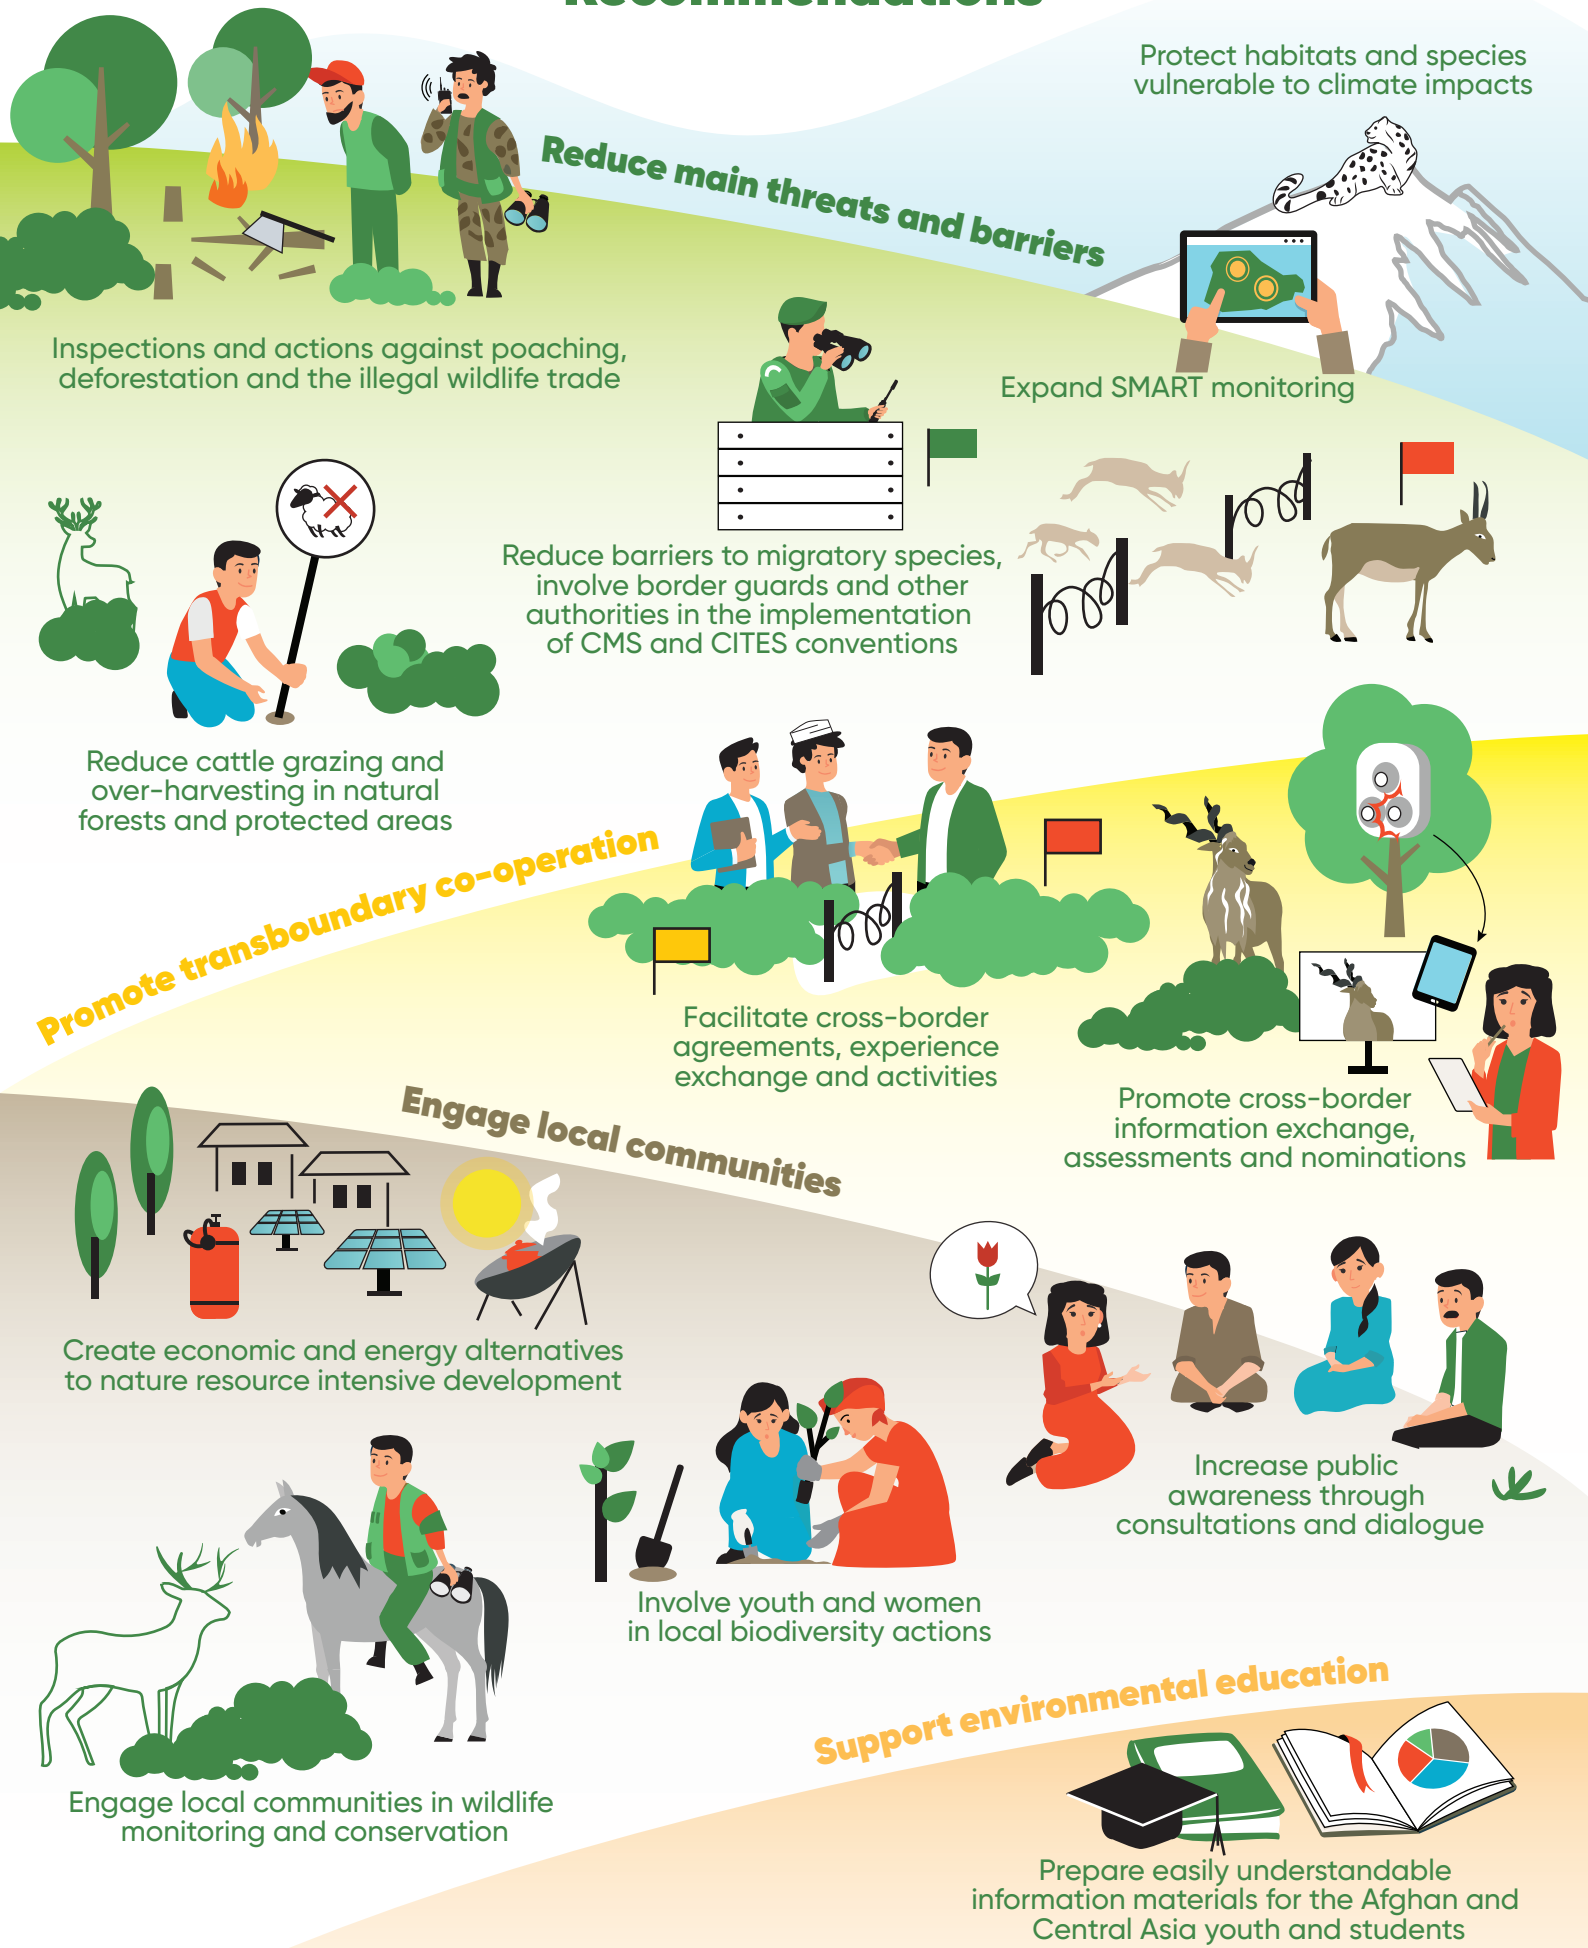 Recommendations
Protect habitats and species
vulnerable to climate impacts
Reduce main threats and barriers
Inspections and actions against poaching,
deforestation and the illegal wildlife trade
Expand SMART monitoring
Reduce barriers to migratory species,
involve border guards and other
authorities in the implementation
of CMS and CITES conventions
Reduce cattle grazing and
over-harvesting in natural
forests and protected areas
Promote transboundary co-operation
Facilitate cross-border
agreements, experience
exchange and activities
Promote cross-border
information exchange,
assessments and nominations
Engage local communities
Create economic and energy alternatives
to nature resource intensive development
Increase public
awareness through
consultations and dialogue
Involve youth and women
in local biodiversity actions
Engage local communities in wildlife
monitoring and conservation
Support environmental education
Prepare easily understandable
information materials for the Afghan and
Central Asia youth and students